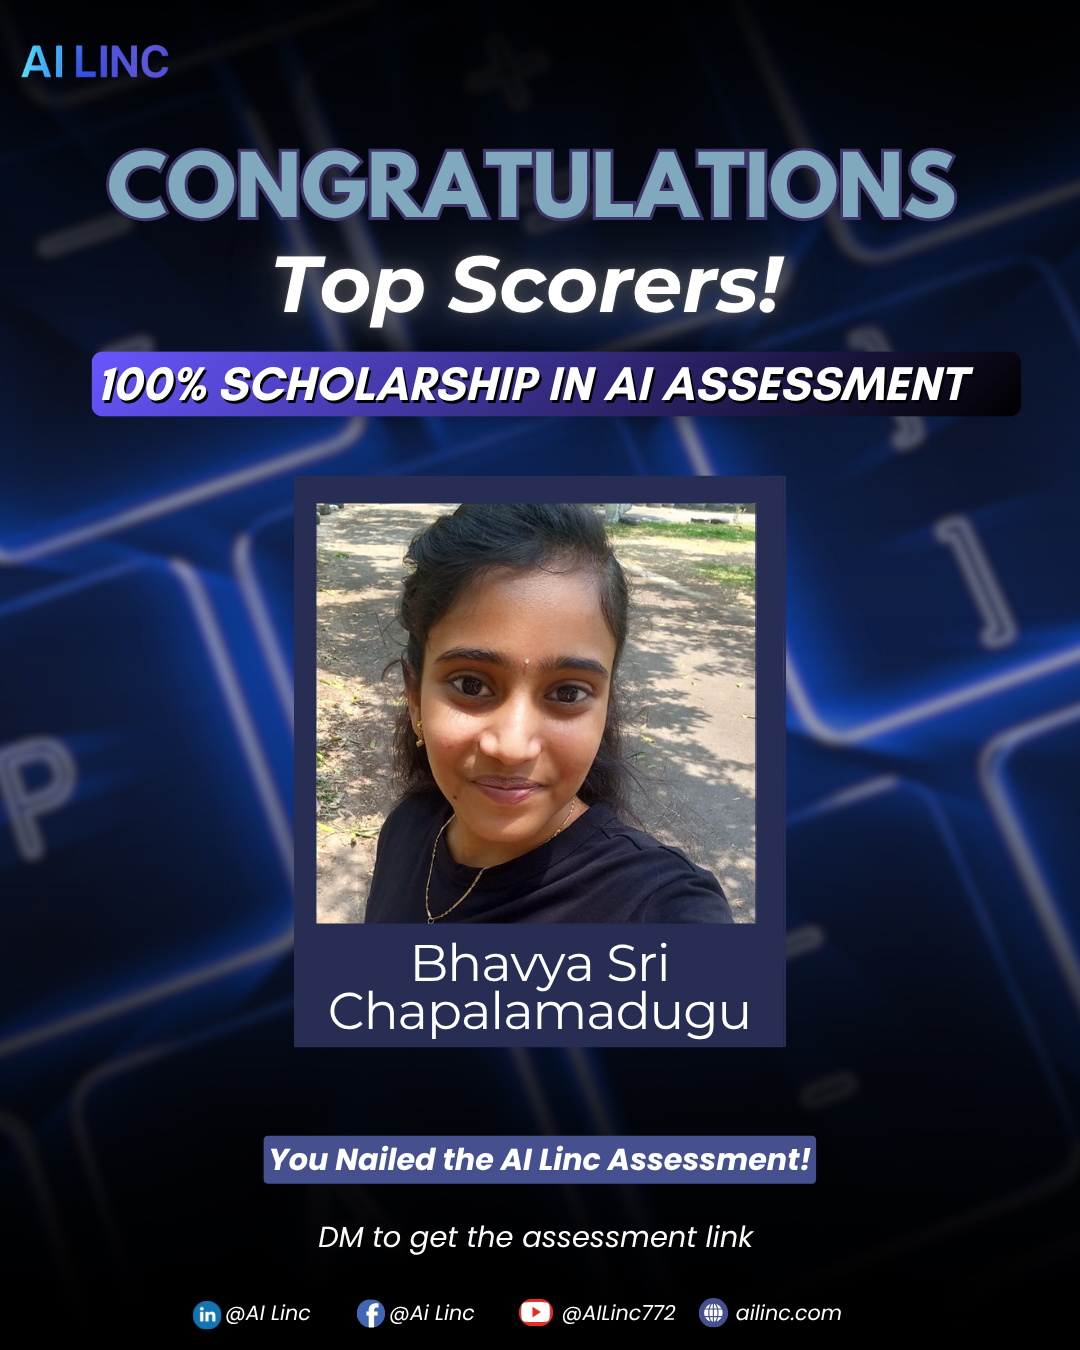 AI LINC
CONGRATULATIONS
Top Scorers!
100% SCHOLARSHIP IN AI ASSESSMENT
Bhavya Sri
Chapalamadugu
You Nailed the AI Linc Assessment!
DM to get the assessment link
in @AI Linc f @Ai Linc @AILinc772 ailinc.com